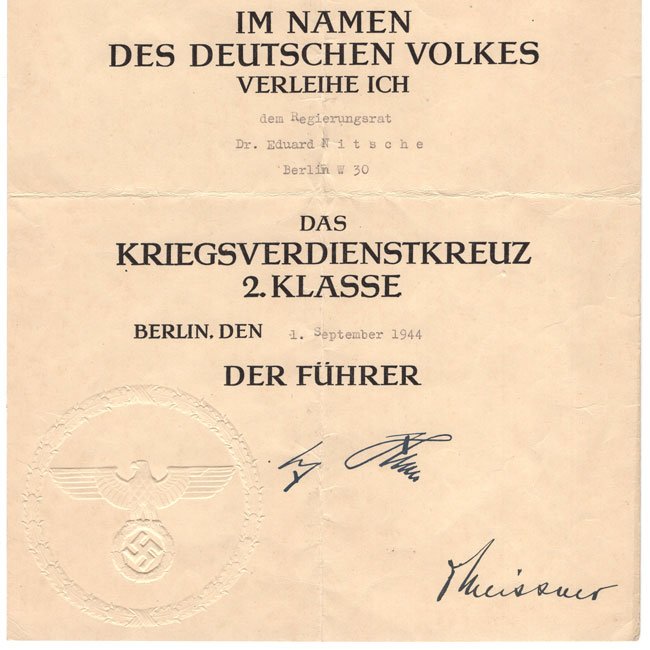 IM NAMEN
DES DEUTSCHEN VOLKES
VERLEIHE ICH
dem Regierungsrat
Dr. Eduard N i t s c h e
Berlin W 30
DAS
KRIEGSVERDIENSTKREUZ
2. KLASSE
BERLIN, DEN 1. September 1944
DER FÜHRER
Meissner